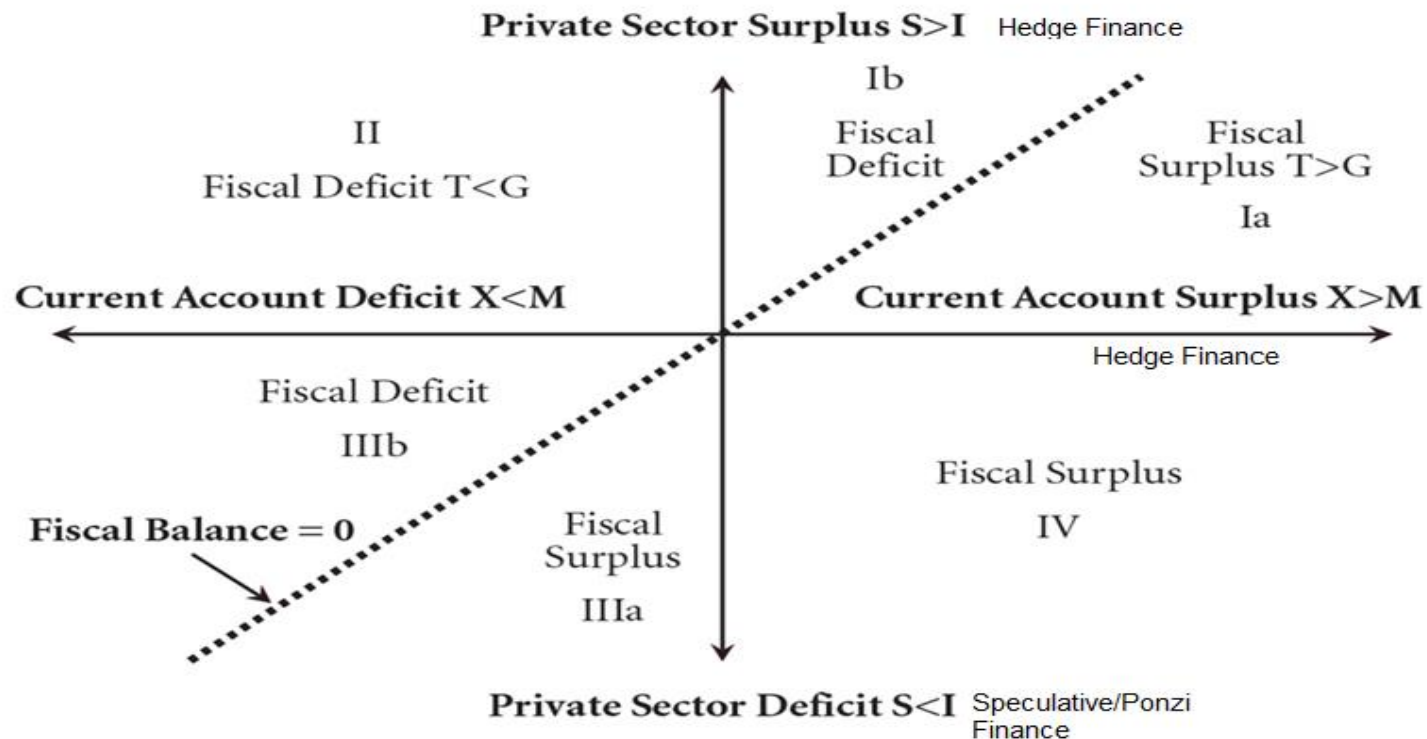 Private Sector Surplus S>I Hedge Finance
Ib
II
Fiscal
Deficit
Fiscal
Surplus T>G
Fiscal Deficit T<G
Ia
Current Account Deficit X<M
Current Account Surplus X>M
Hedge Finance
Fiscal Deficit
IIIb
Fiscal Surplus
IV
Fiscal Balance = 0
Fiscal
Surplus
IIIa
Private Sector Deficit S<I Speculative/Ponzi
Finance